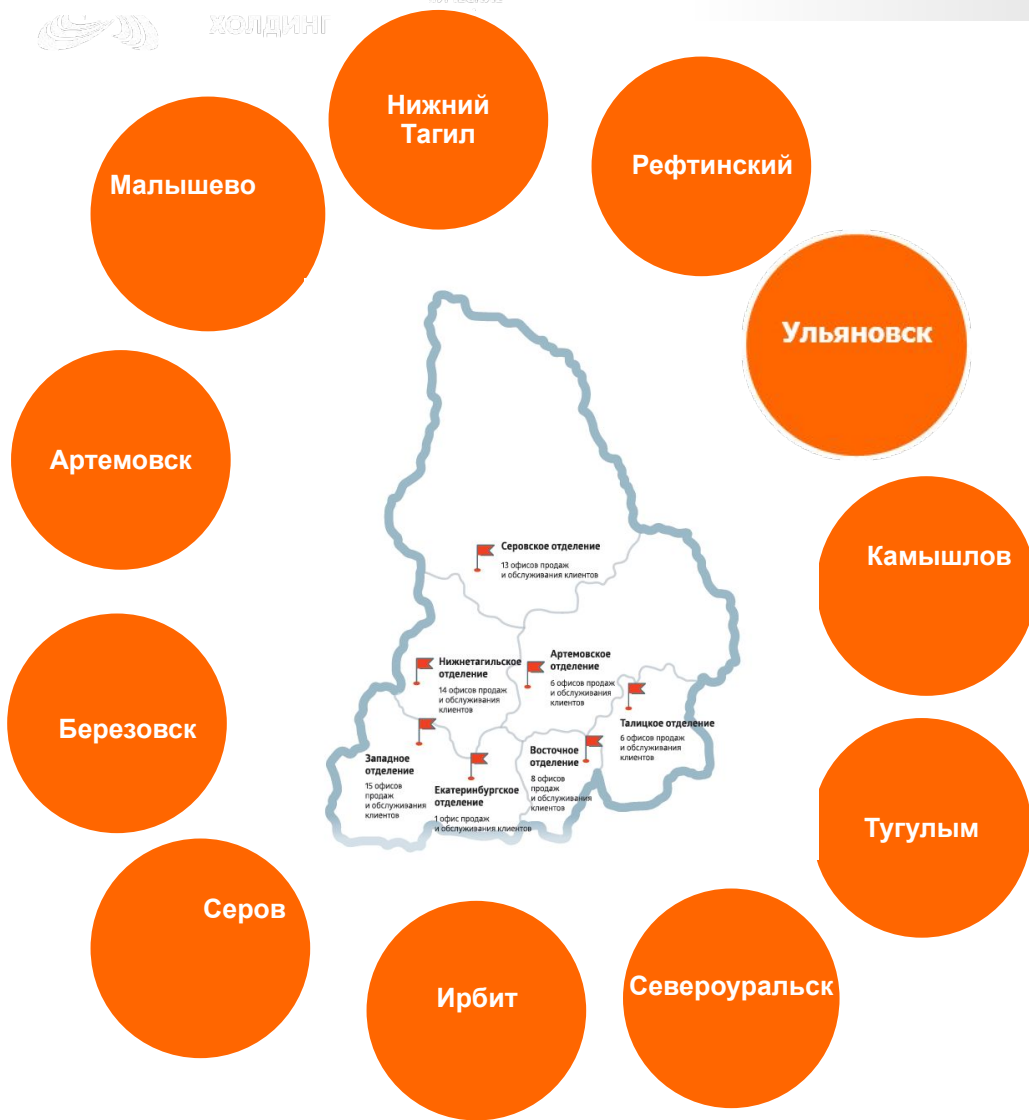 ХОЛДИНГ
Нижний
Тагил
Рефтинский
Малышево
Ульяновск
Артемовск
Камышлов
Березовск
Тугулым
Серов
Североуральск
Ирбит
Серовское отделение
13 офисов продаж
и обслуживания клиентов
Нижнетагильское
отделение
14 офисов продаж
и обслуживания
клиентов
Артемовское
отделение
6 офисов продаж
и обслуживания
клиентов
Талицкое отделение
6 офисов продаж
и обслуживания
клиентов
Западное
отделение
15 офисов
продаж
и обслуживания
клиентов
Екатеринбургское
отделение
1 офис продаж
и обслуживания клиентов
Восточное
отделение
8 офисов
продаж
и обслуживания
клиентов